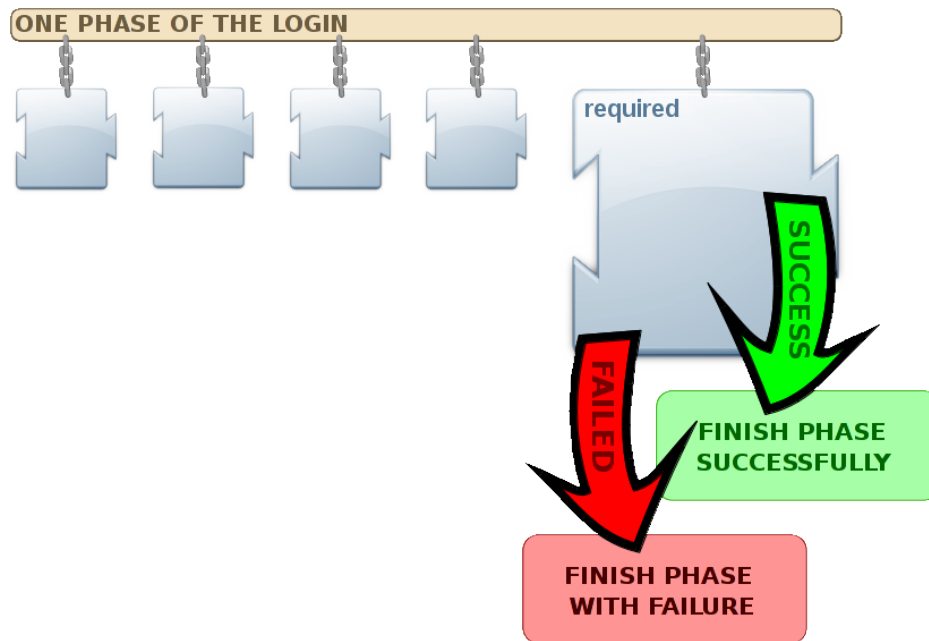 ONE PHASE OF THE LOGIN
required
SUCCESS
FAILED
FINISH PHASE
SUCCESSFULLY
FINISH PHASE
WITH FAILURE